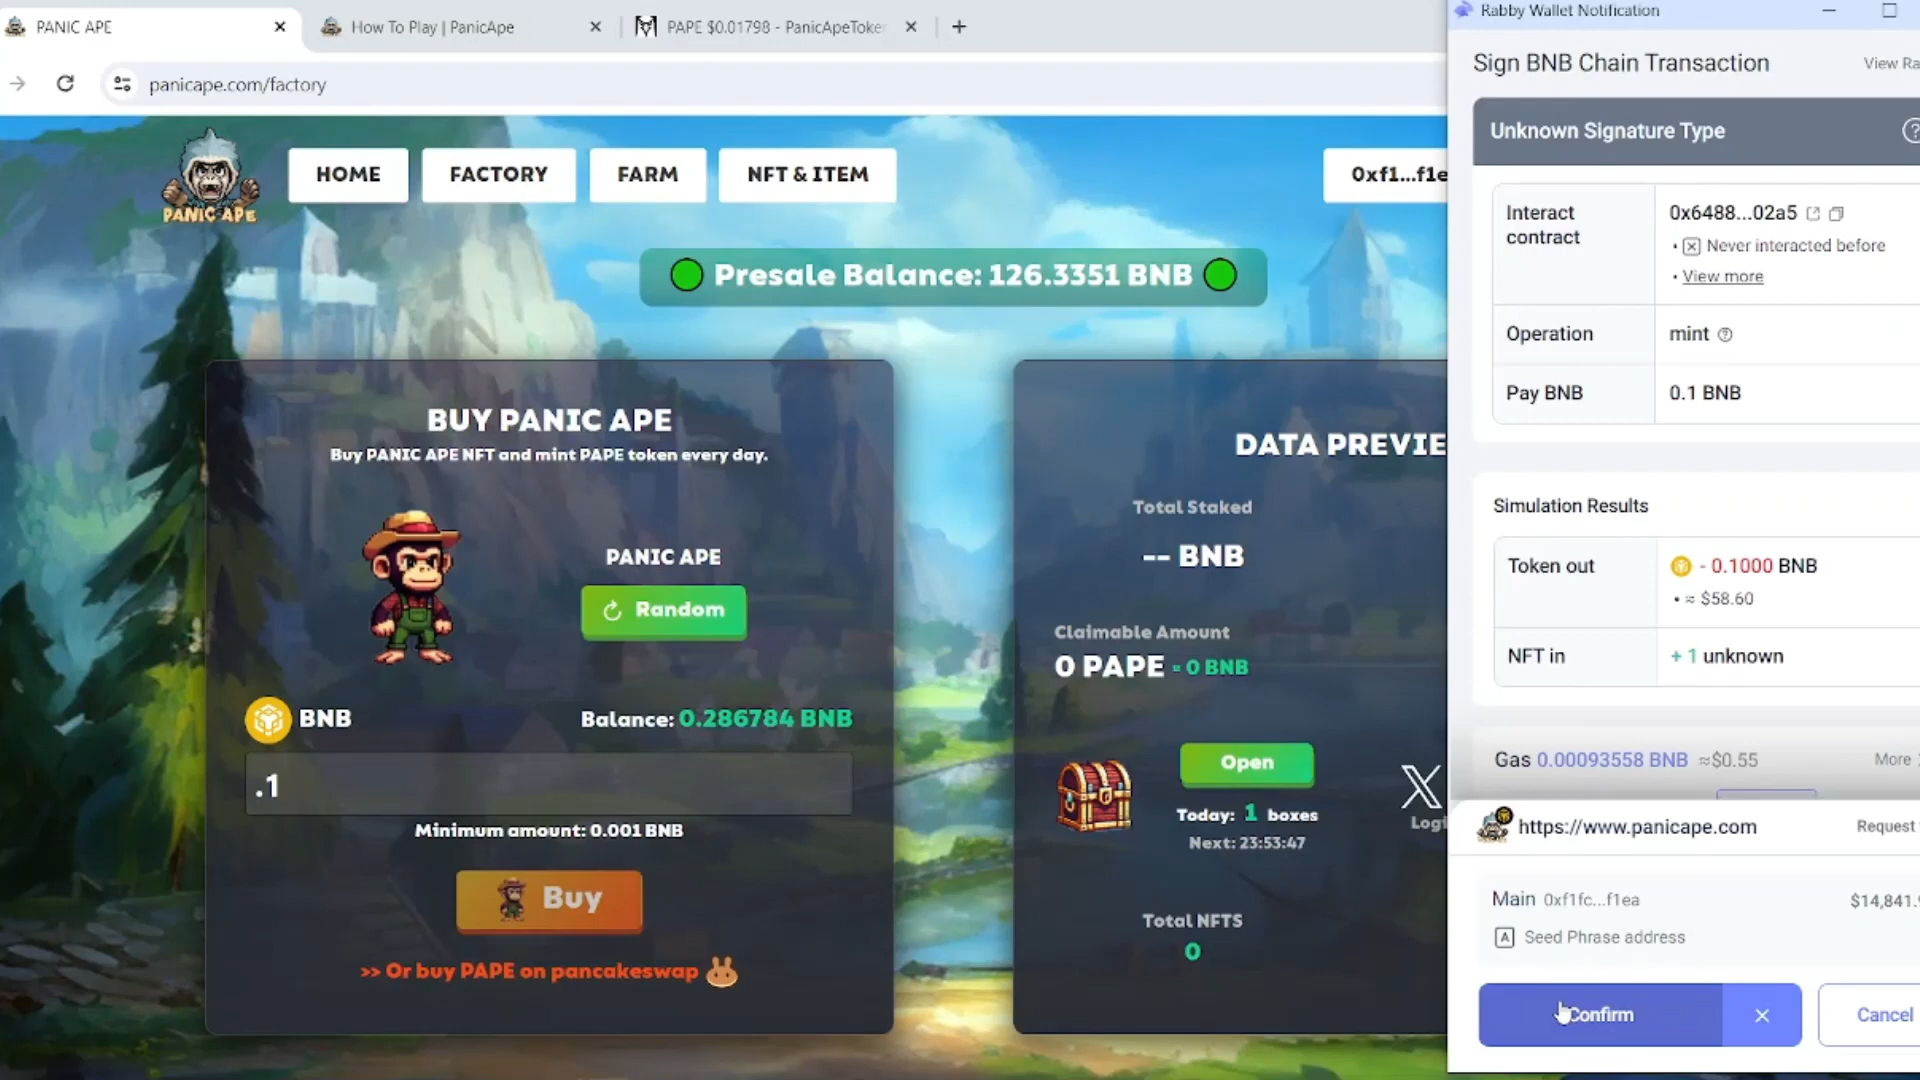 PANIC APE
How To Play | PanicApe
PAPE $0.01798 - PanicApeToke
panicape.com/factory
PANIC APE
HOME
FACTORY
FARM
NFT & ITEM
0xf1...f1e
Presale Balance: 126.3351 BNB
BUY PANIC APE
Buy PANIC APE NFT and mint PAPE token every day.
PANIC APE
Random
BNB
Balance: 0.286784 BNB
.1
Minimum amount: 0.001 BNB
Buy
>> Or buy PAPE on pancakeswap
DATA PREVIE
Total Staked
-- BNB
Claimable Amount
0 PAPE = 0 BNB
Open
Today: 1 boxes
Next: 23:53:47
Logi
Total NFTS
0
Rabby Wallet Notification
Sign BNB Chain Transaction
View Ra
Unknown Signature Type
Interact contract
0x6488...02a5
• Never interacted before
• View more
Operation
mint
Pay BNB
0.1 BNB
Simulation Results
Token out
- 0.1000 BNB
• ≈ $58.60
NFT in
+ 1 unknown
Gas 0.00093558 BNB ≈$0.55
More
https://www.panicape.com
Request
Main 0xf1fc...f1ea
$14,841.
A Seed Phrase address
Confirm
Cancel